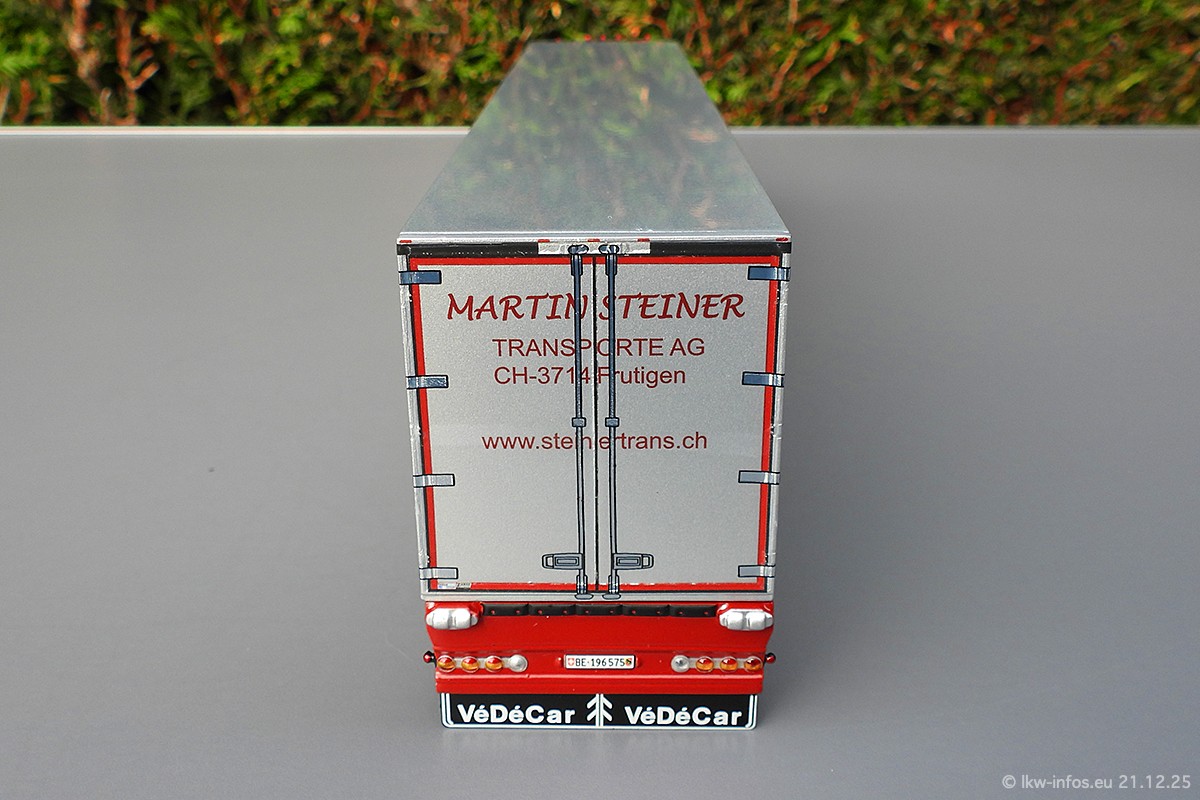 MARTIN STEINER
TRANSPORTE AG
CH-3714 Frutigen
www.steinertrans.ch
BE·196575
VéDéCar VéDéCar
© lkw-infos.eu 21.12.25